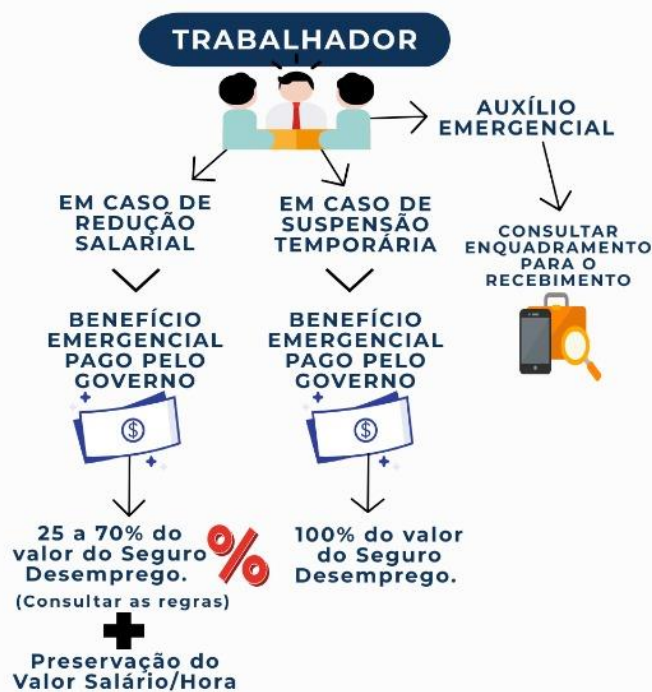 TRABALHADOR
AUXÍLIO
EMERGENCIAL
CONSULTAR
ENQUADRAMENTO
PARA O
RECEBIMENTO
EM CASO DE
REDUÇÃO
SALARIAL
BENEFÍCIO
EMERGENCIAL
PAGO PELO
GOVERNO
$
25 a 70% do
valor do Seguro
Desemprego.
(Consultar as regras)
%
+
Preservação do
Valor Salário/Hora
EM CASO DE
SUSPENSÃO
TEMPORÁRIA
BENEFÍCIO
EMERGENCIAL
PAGO PELO
GOVERNO
$
100% do valor
do Seguro
Desemprego.